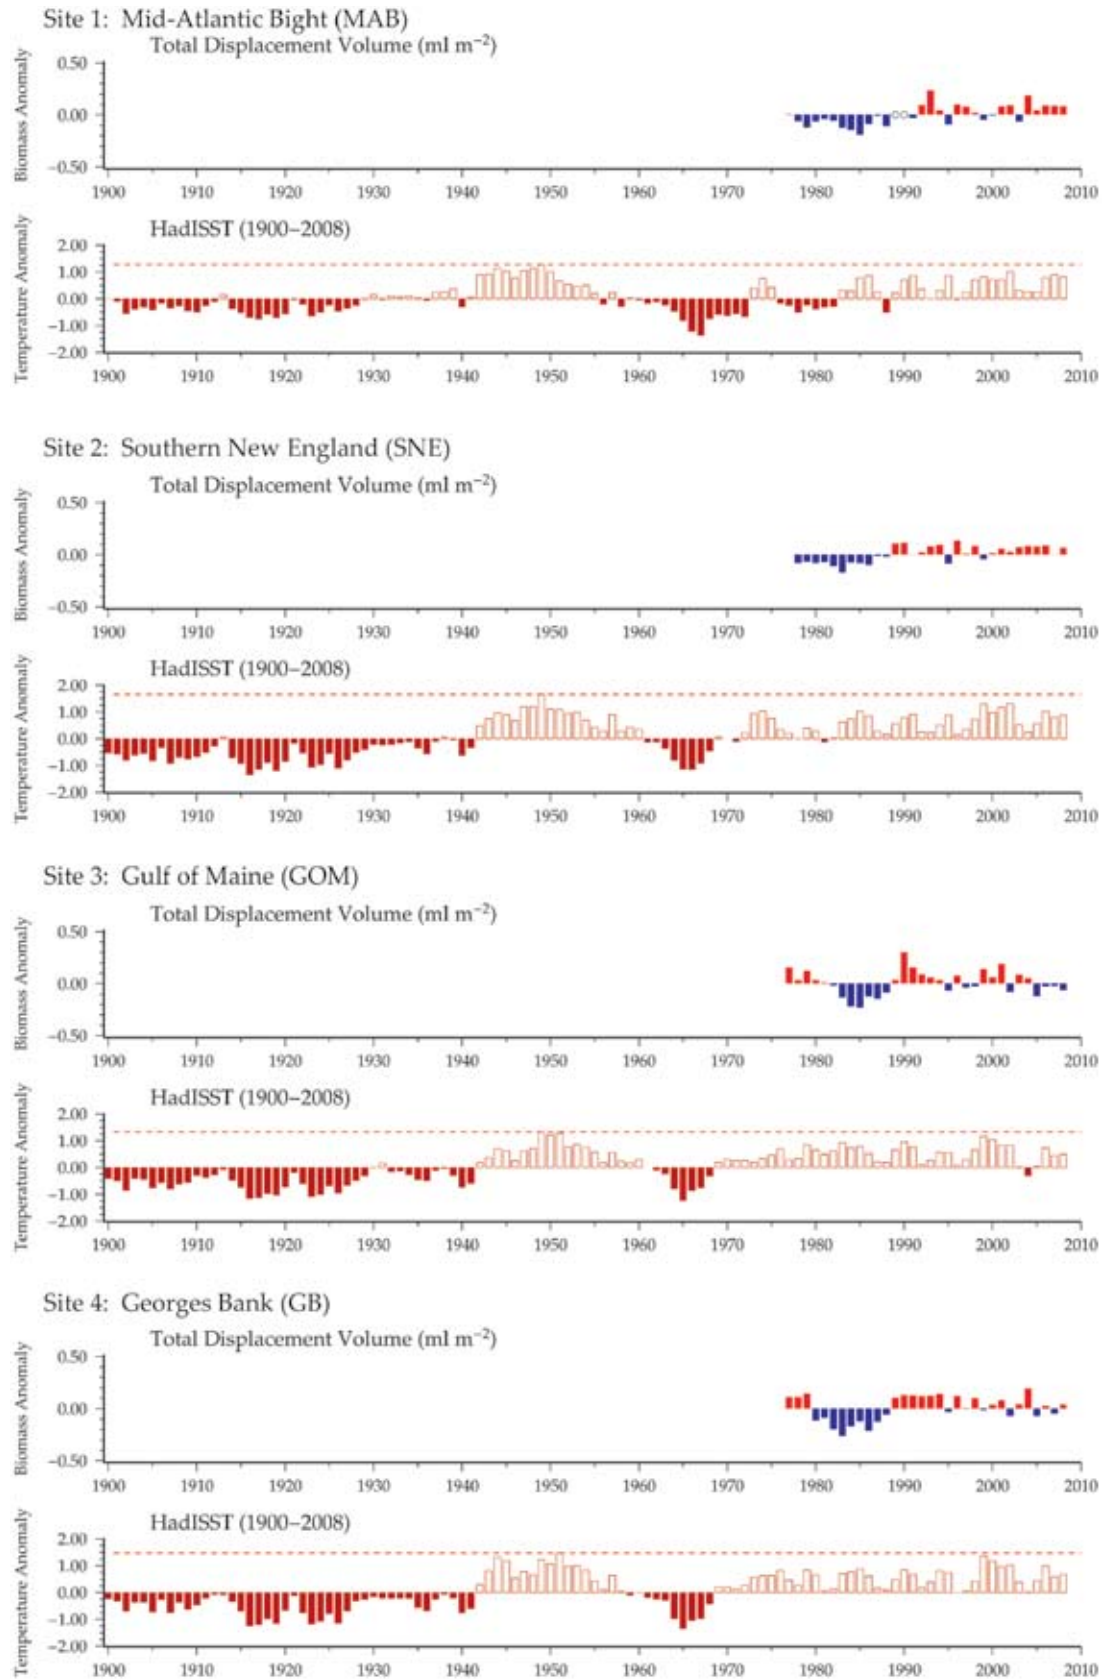 Site 1: Mid-Atlantic Bight (MAB)
Total Displacement Volume (ml m⁻²)
Biomass Anomaly
0.50
0.00
−0.50
1900 1910 1920 1930 1940 1950 1960 1970 1980 1990 2000 2010
HadISST (1900–2008)
Temperature Anomaly
2.00
1.00
0.00
−1.00
−2.00
1900 1910 1920 1930 1940 1950 1960 1970 1980 1990 2000 2010
Site 2: Southern New England (SNE)
Total Displacement Volume (ml m⁻²)
Biomass Anomaly
0.50
0.00
−0.50
1900 1910 1920 1930 1940 1950 1960 1970 1980 1990 2000 2010
HadISST (1900–2008)
Temperature Anomaly
2.00
1.00
0.00
−1.00
−2.00
1900 1910 1920 1930 1940 1950 1960 1970 1980 1990 2000 2010
Site 3: Gulf of Maine (GOM)
Total Displacement Volume (ml m⁻²)
Biomass Anomaly
0.50
0.00
−0.50
1900 1910 1920 1930 1940 1950 1960 1970 1980 1990 2000 2010
HadISST (1900–2008)
Temperature Anomaly
2.00
1.00
0.00
−1.00
−2.00
1900 1910 1920 1930 1940 1950 1960 1970 1980 1990 2000 2010
Site 4: Georges Bank (GB)
Total Displacement Volume (ml m⁻²)
Biomass Anomaly
0.50
0.00
−0.50
1900 1910 1920 1930 1940 1950 1960 1970 1980 1990 2000 2010
HadISST (1900–2008)
Temperature Anomaly
2.00
1.00
0.00
−1.00
−2.00
1900 1910 1920 1930 1940 1950 1960 1970 1980 1990 2000 2010